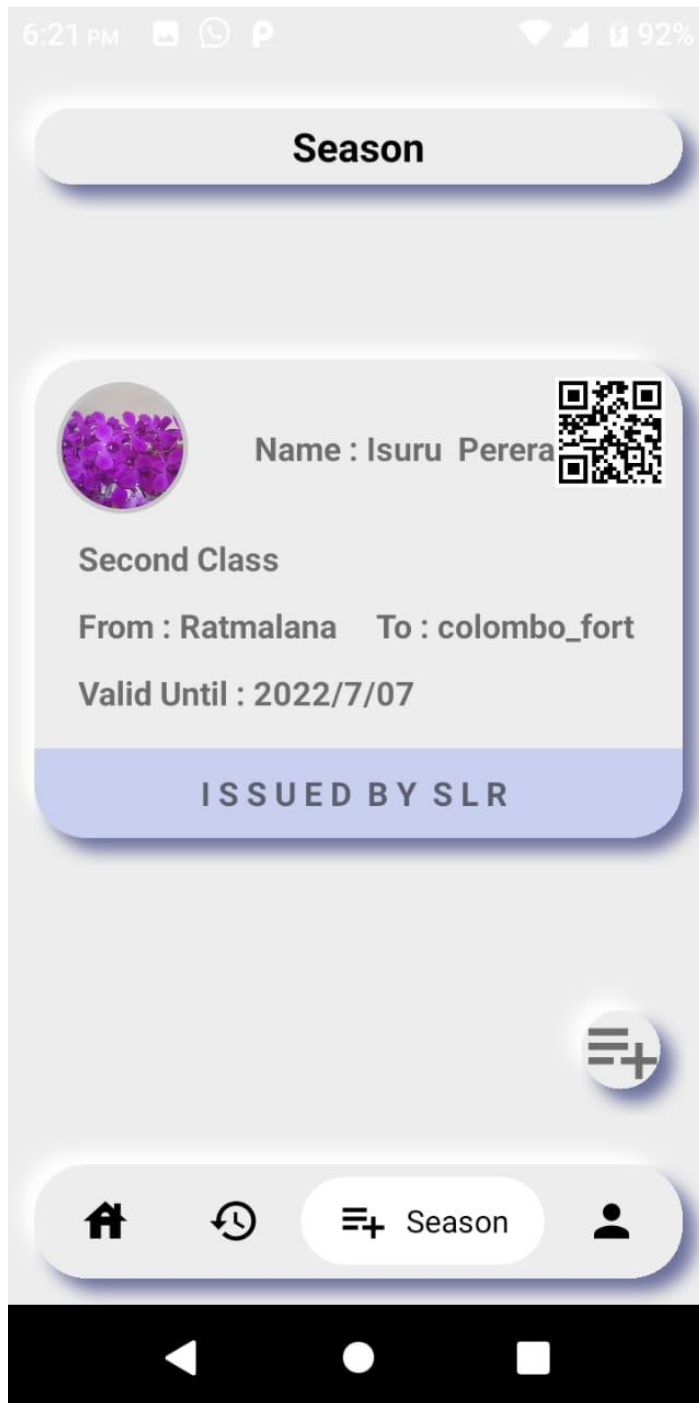 6:21 PM 92%
Season
Name : Isuru  Perera
Second Class
From : Ratmalana To : colombo_fort
Valid Until : 2022/7/07
ISSUED BY SLR
Season